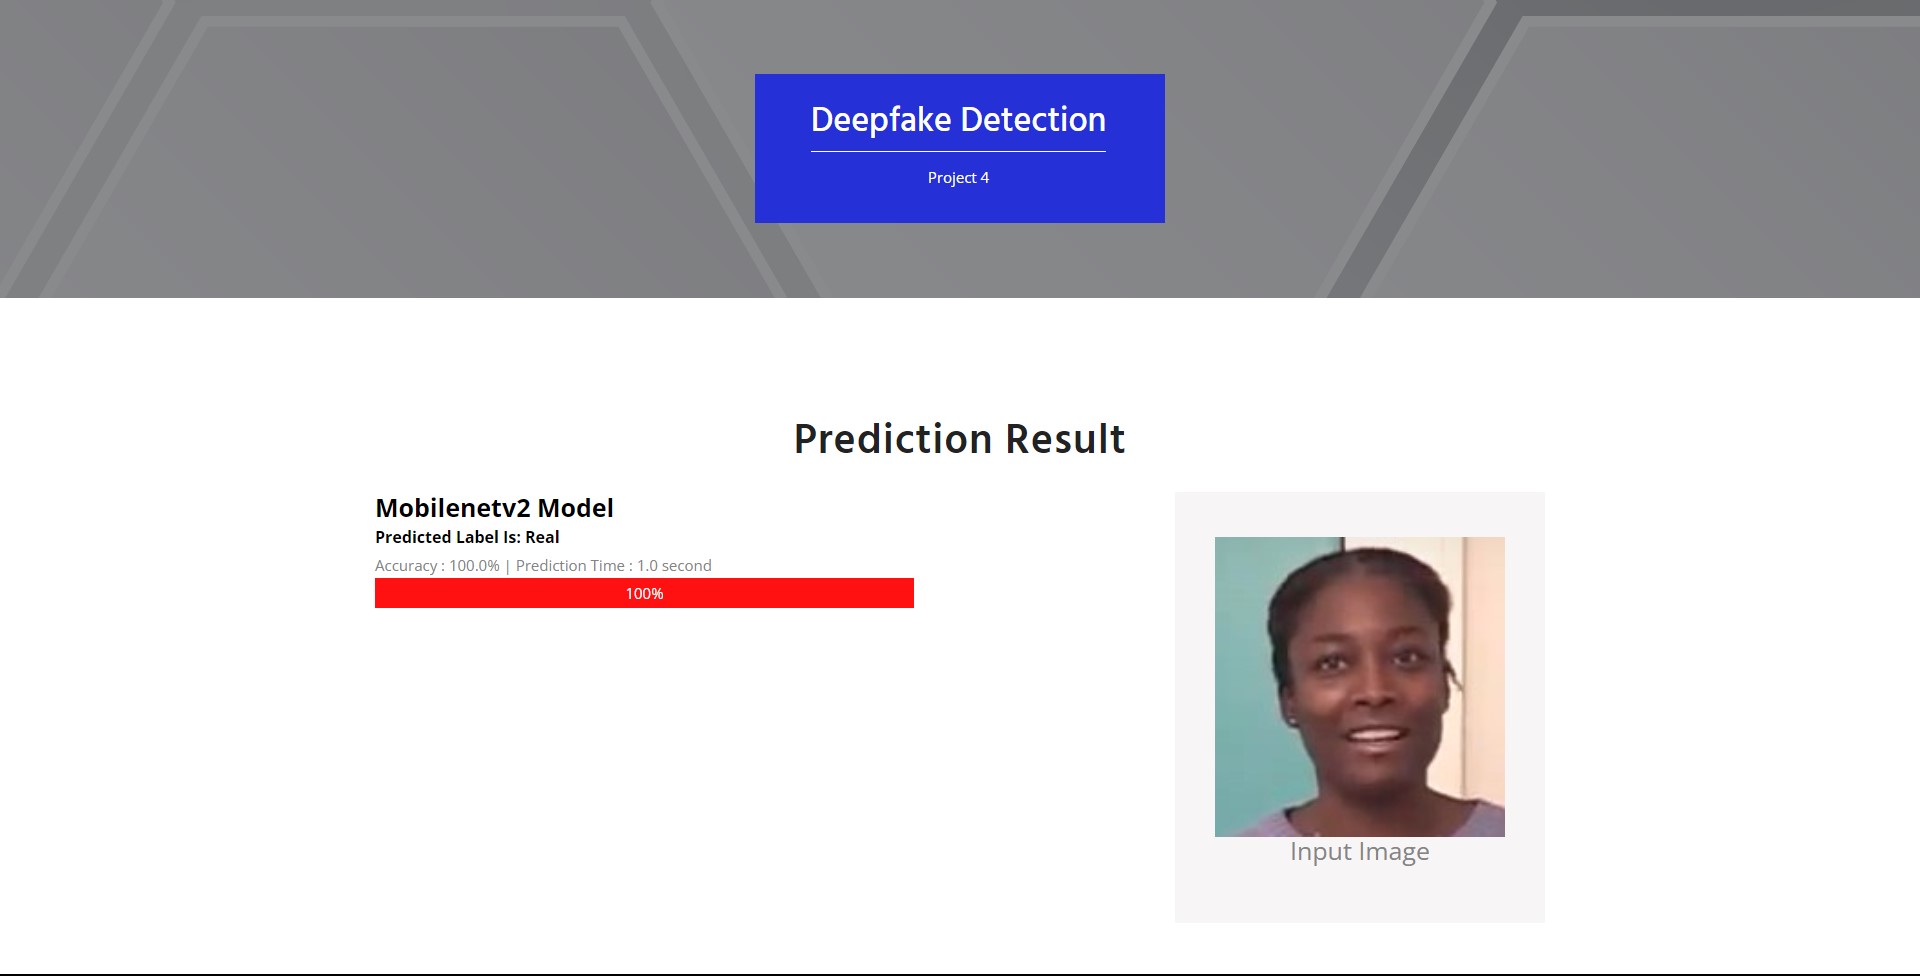 Deepfake Detection
Project 4
Prediction Result
Mobilenetv2 Model
Predicted Label Is: Real
Accuracy : 100.0% | Prediction Time : 1.0 second
100%
Input Image